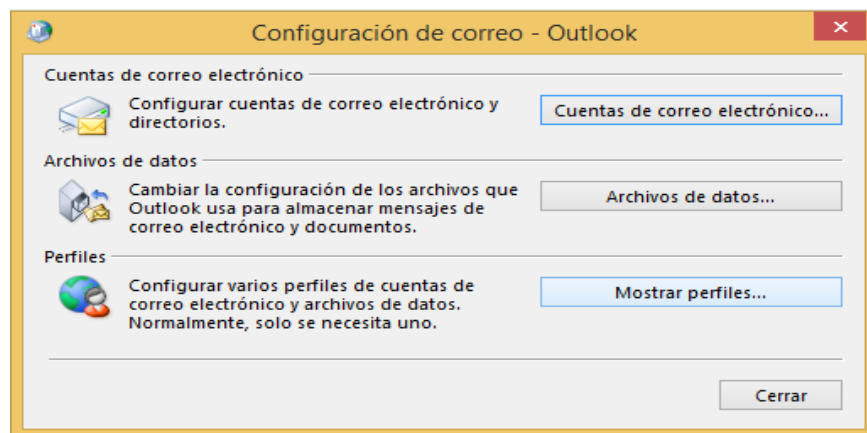 Configuración de correo - Outlook
Cuentas de correo electrónico
Configurar cuentas de correo electrónico y
directorios.
Cuentas de correo electrónico...
Archivos de datos
Cambiar la configuración de los archivos que
Outlook usa para almacenar mensajes de
correo electrónico y documentos.
Archivos de datos...
Perfiles
Configurar varios perfiles de cuentas de
correo electrónico y archivos de datos.
Normalmente, solo se necesita uno.
Mostrar perfiles...
Cerrar